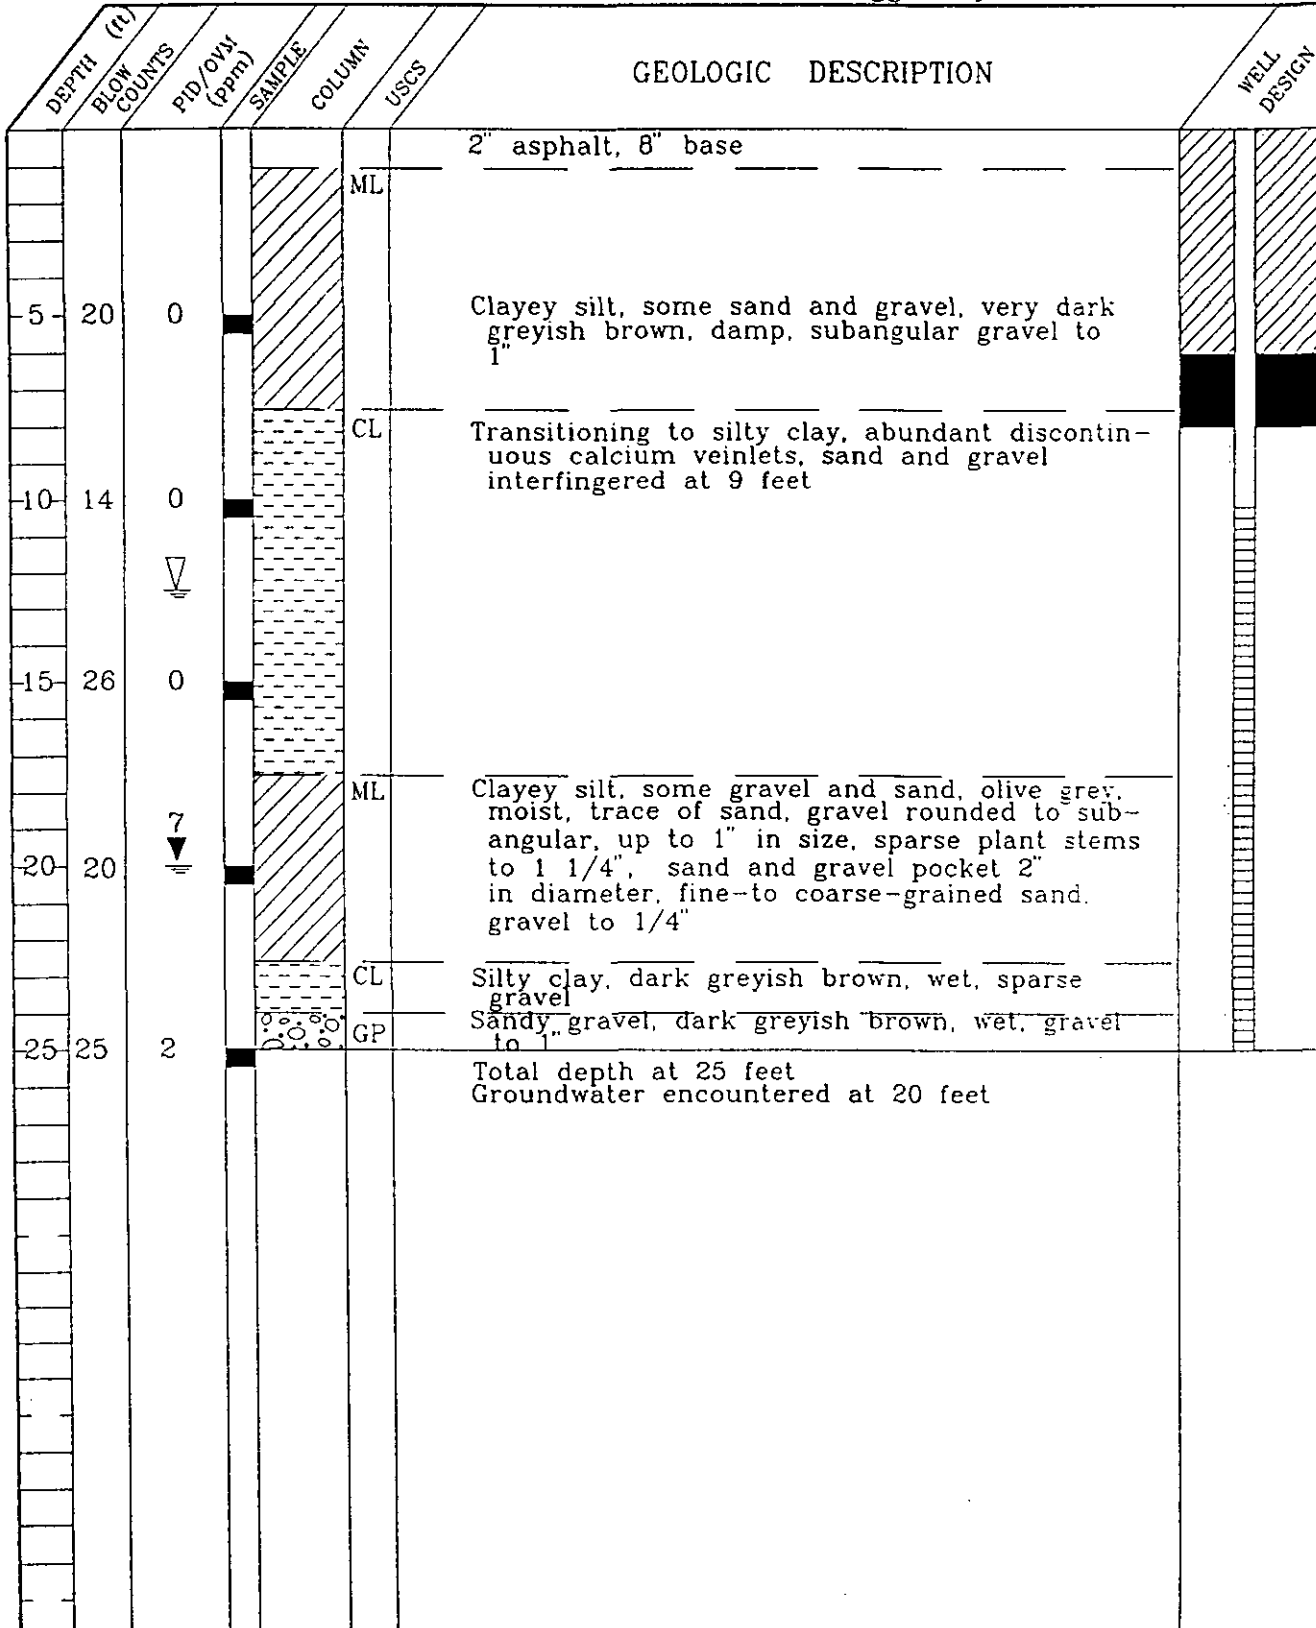 DEPTH (ft)
BLOW COUNTS
PID/OVM (ppm)
SAMPLE
COLUMN
USCS
GEOLOGIC DESCRIPTION
WELL DESIGN
2" asphalt, 8" base
ML
5 20 0
Clayey silt, some sand and gravel, very dark
greyish brown, damp, subangular gravel to
1"
CL
Transitioning to silty clay, abundant discontin-
uous calcium veinlets, sand and gravel
interfingered at 9 feet
10 14 0
15 26 0
ML
Clayey silt, some gravel and sand, olive grey,
moist, trace of sand, gravel rounded to sub-
angular, up to 1" in size, sparse plant stems
to 1 1/4", sand and gravel pocket 2"
in diameter, fine-to coarse-grained sand,
gravel to 1/4"
7
20 20
CL
Silty clay, dark greyish brown, wet, sparse
gravel
GP
Sandy gravel, dark greyish brown, wet, gravel
to 1"
25 25 2
Total depth at 25 feet
Groundwater encountered at 20 feet